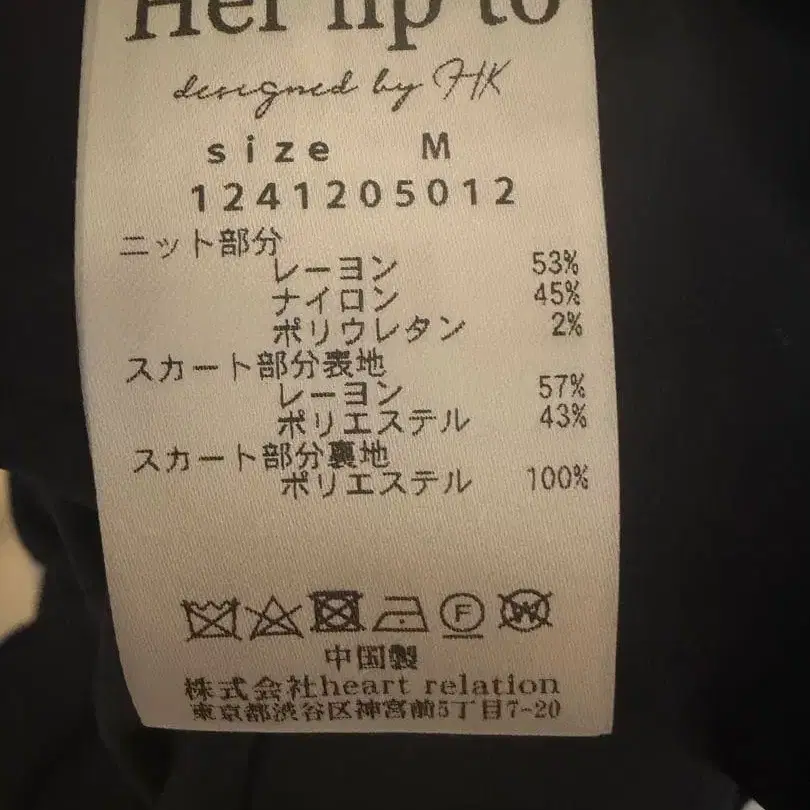 Her lip to
designed by HK
size M
1241205012
ニット部分
レーヨン 53%
ナイロン 45%
ポリウレタン 2%
スカート部分表地
レーヨン 57%
ポリエステル 43%
スカート部分裏地
ポリエステル 100%
F W
中国製
株式会社heart relation
東京都渋谷区神宮前5丁目7-20